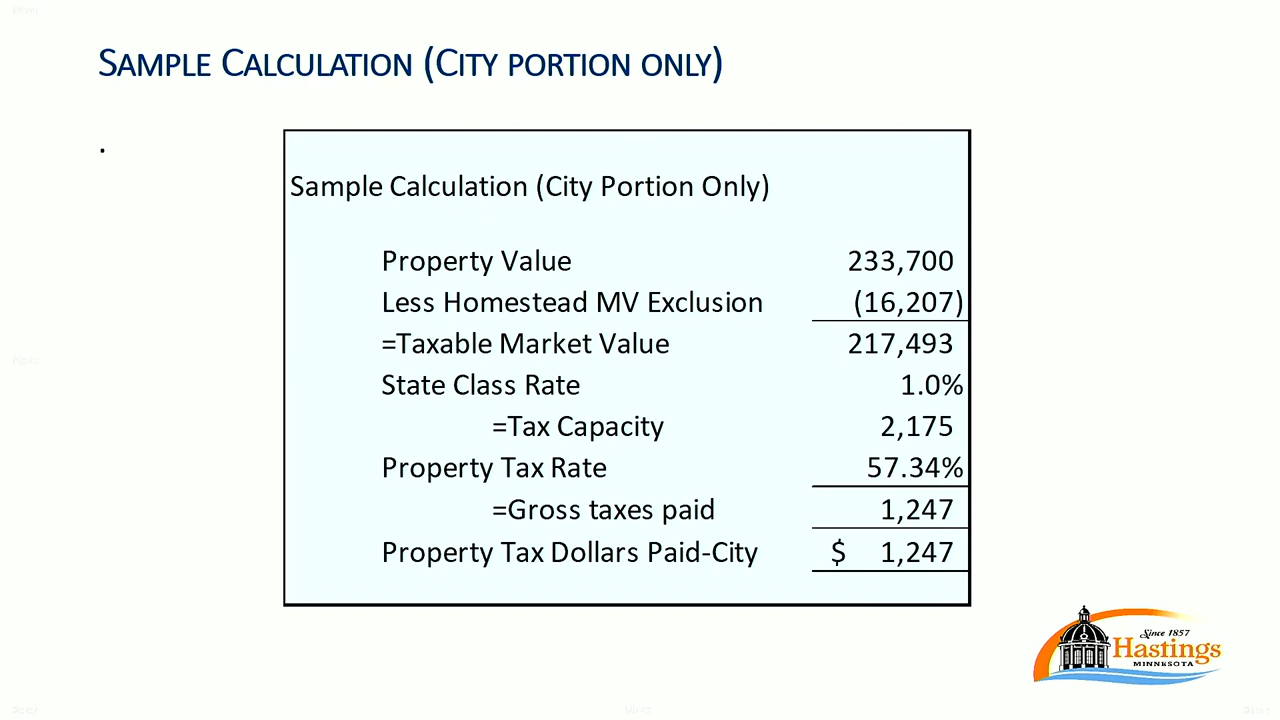 SAMPLE CALCULATION (CITY PORTION ONLY)
.
Sample Calculation (City Portion Only)
Property Value 233,700
Less Homestead MV Exclusion (16,207)
=Taxable Market Value 217,493
State Class Rate 1.0%
=Tax Capacity 2,175
Property Tax Rate 57.34%
=Gross taxes paid 1,247
Property Tax Dollars Paid-City $ 1,247
Since 1857
Hastings
MINNESOTA